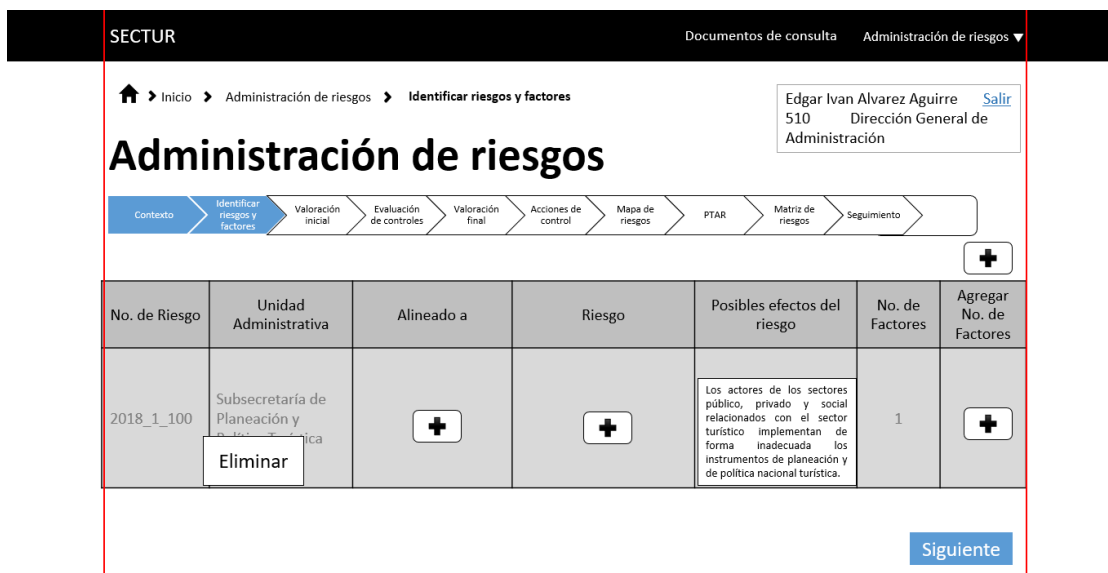 SECTUR
Documentos de consulta
Administración de riesgos
Inicio
Administración de riesgos
Identificar riesgos y factores
Edgar Ivan Alvarez Aguirre Salir
510 Dirección General de
Administración
Administración de riesgos
Contexto
Identificar
riesgos y
factores
Valoración
inicial
Evaluación
de controles
Valoración
final
Acciones de
control
Mapa de
riesgos
PTAR
Matriz de
riesgos
Seguimiento
No. de Riesgo
Unidad
Administrativa
Alineado a
Riesgo
Posibles efectos del
riesgo
No. de
Factores
Agregar
No. de
Factores
2018_1_100
Subsecretaría de
Planeación y
Eliminar
Los actores de los sectores
público, privado y social
relacionados con el sector
turístico implementan de
forma inadecuada los
instrumentos de planeación y
de política nacional turística.
1
Siguiente